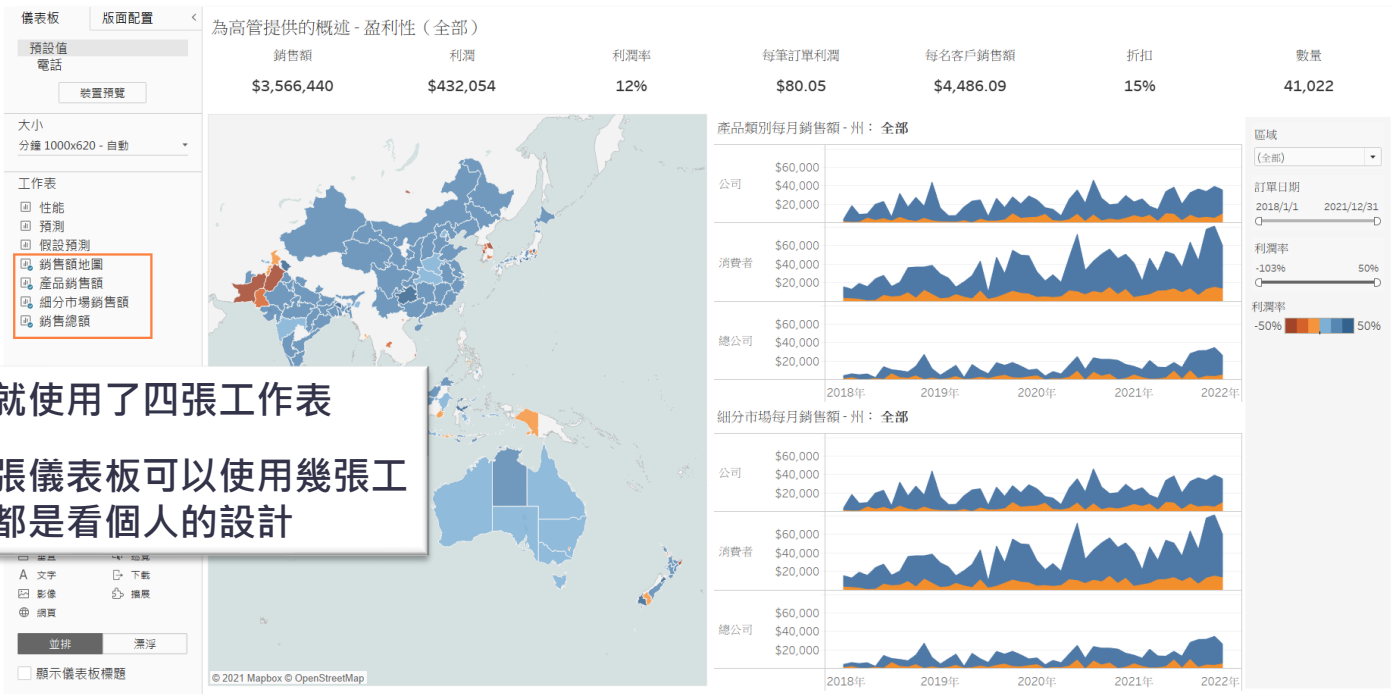 儀表板
版面配置
預設值
電話
裝置預覽
大小
分鐘 1000x620 - 自動
工作表
性能
預測
假設預測
銷售額地圖
產品銷售額
細分市場銷售額
銷售總額
就使用了四張工作表
張儀表板可以使用幾張工
都是看個人的設計
A 文字
下載
影像
擴展
網頁
並排
漂浮
顯示儀表板標題
為高管提供的概述 - 盈利性（全部）
銷售額
利潤
利潤率
每筆訂單利潤
每名客戶銷售額
折扣
數量
$3,566,440
$432,054
12%
$80.05
$4,486.09
15%
41,022
© 2021 Mapbox © OpenStreetMap
產品類別每月銷售額 - 州： 全部
公司
$60,000
$40,000
$20,000
消費者
$60,000
$40,000
$20,000
總公司
$60,000
$40,000
$20,000
2018年
2019年
2020年
2021年
2022年
細分市場每月銷售額 - 州： 全部
公司
$60,000
$40,000
$20,000
消費者
$60,000
$40,000
$20,000
總公司
$60,000
$40,000
$20,000
2018年
2019年
2020年
2021年
2022年
區域
(全部)
訂單日期
2018/1/1
2021/12/31
利潤率
-103%
50%
利潤率
-50%
50%